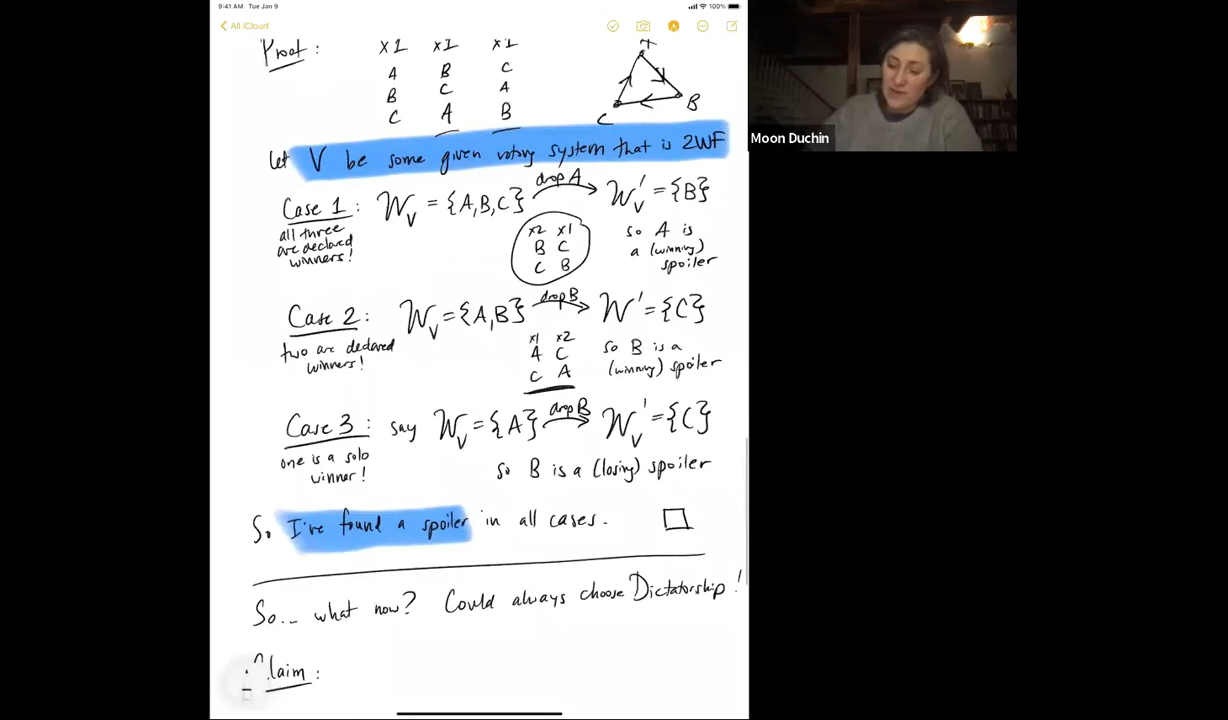 9:41 AM Tue Jan 9
100%
All iCloud
Proof :
x1 x1 x1
A B C
B C A
C A B
A
B
C
let V be some given voting system that is 2WF
Case 1 : W_V = {A,B,C} drop A W_V' = {B}
all three
are declared
winners!
x2 x1
B C
C B
so A is
a (winning)
spoiler
Case 2 : W_V = {A,B} drop B W' = {C}
two are declared
winners!
x1 x2
A C
C A
so B is a
(winning) spoiler
Case 3 : say W_V = {A} drop B W_V' = {C}
one is a solo
winner!
so B is a (losing) spoiler
So I've found a spoiler in all cases.
So... what now? Could always choose Dictatorship!
Claim :
Moon Duchin